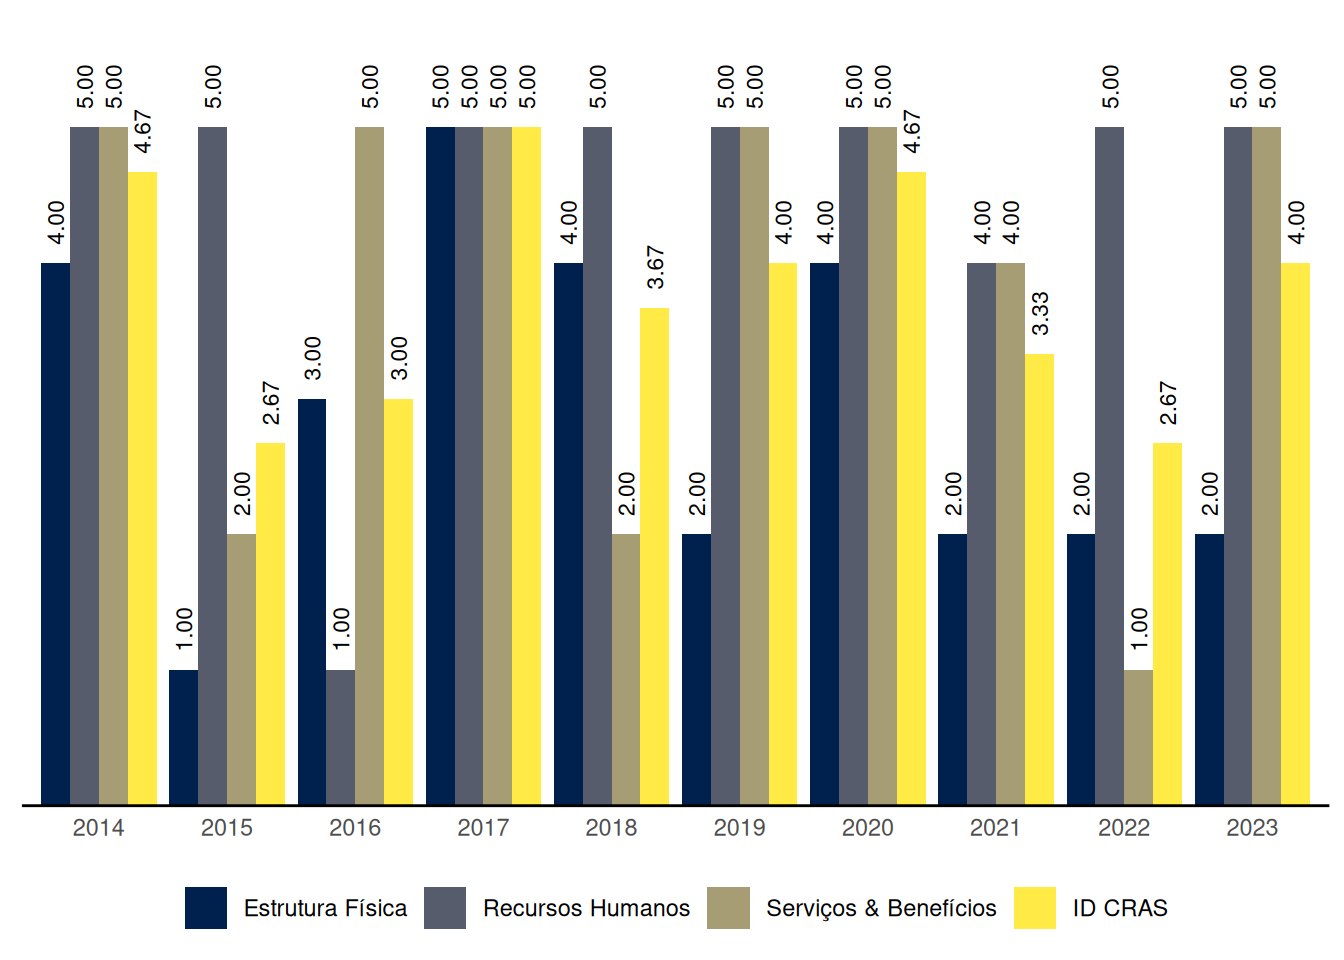 5.00 5.00 5.00 5.00 5.00 5.00 5.00 5.00 5.00 5.00 5.00 5.00 5.00 5.00 5.00 5.00
4.67 4.67
4.00 4.00 4.00 4.00 4.00 4.00 4.00
3.67
3.33
3.00 3.00
2.67 2.67
2.00 2.00 2.00 2.00 2.00 2.00
1.00 1.00 1.00
2014 2015 2016 2017 2018 2019 2020 2021 2022 2023
Estrutura Física Recursos Humanos Serviços & Benefícios ID CRAS